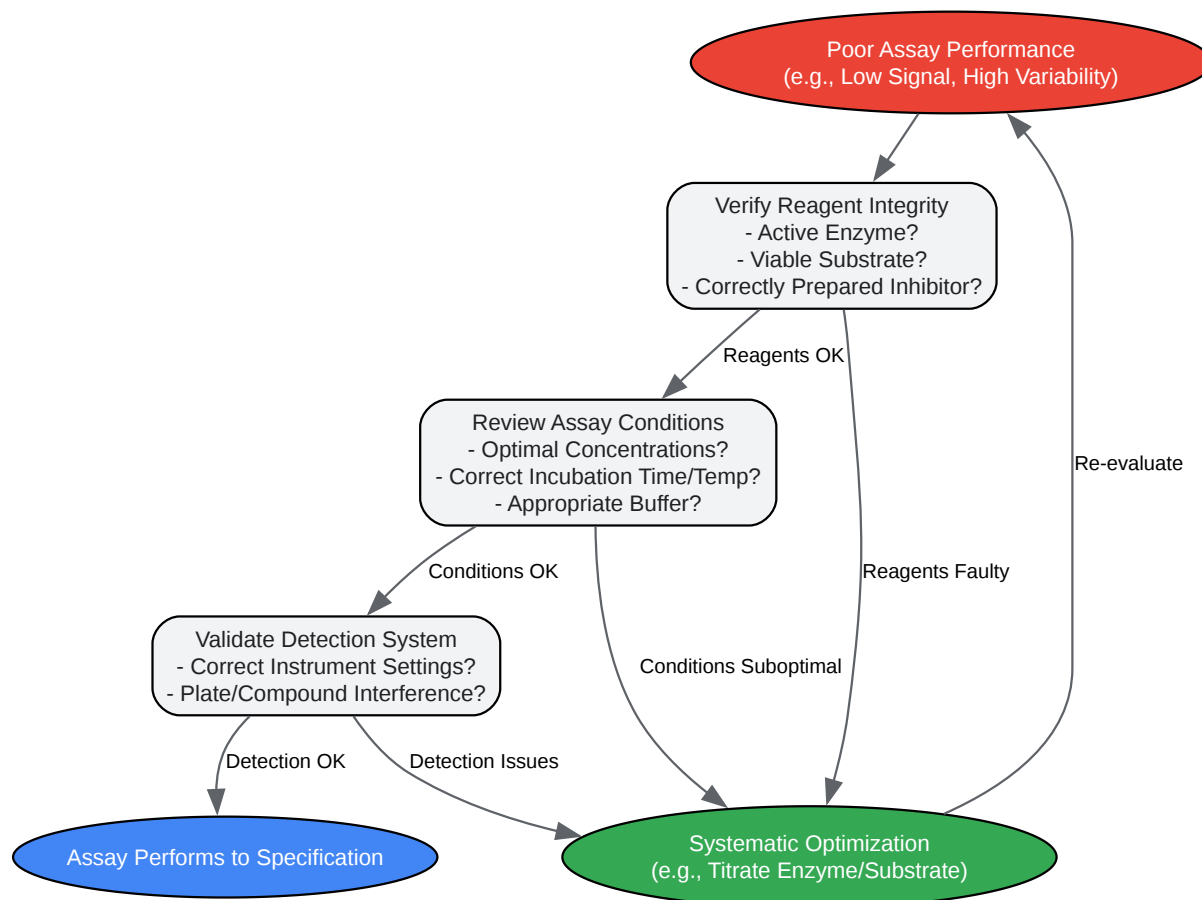 Poor Assay Performance
(e.g., Low Signal, High Variability)
Verify Reagent Integrity
- Active Enzyme?
- Viable Substrate?
- Correctly Prepared Inhibitor?
Reagents OK
Review Assay Conditions
- Optimal Concentrations?
- Correct Incubation Time/Temp?
- Appropriate Buffer?
Re-evaluate
Conditions OK
Reagents Faulty
Validate Detection System
- Correct Instrument Settings?
- Plate/Compound Interference?
Conditions Suboptimal
Detection OK
Detection Issues
Assay Performs to Specification
Systematic Optimization
(e.g., Titrate Enzyme/Substrate)